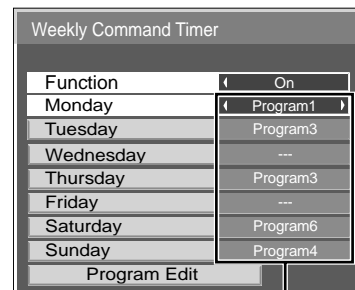 Weekly Command Timer
Function On
Monday Program1
Tuesday Program3
Wednesday ---
Thursday Program3
Friday ---
Saturday Program6
Sunday Program4
Program Edit